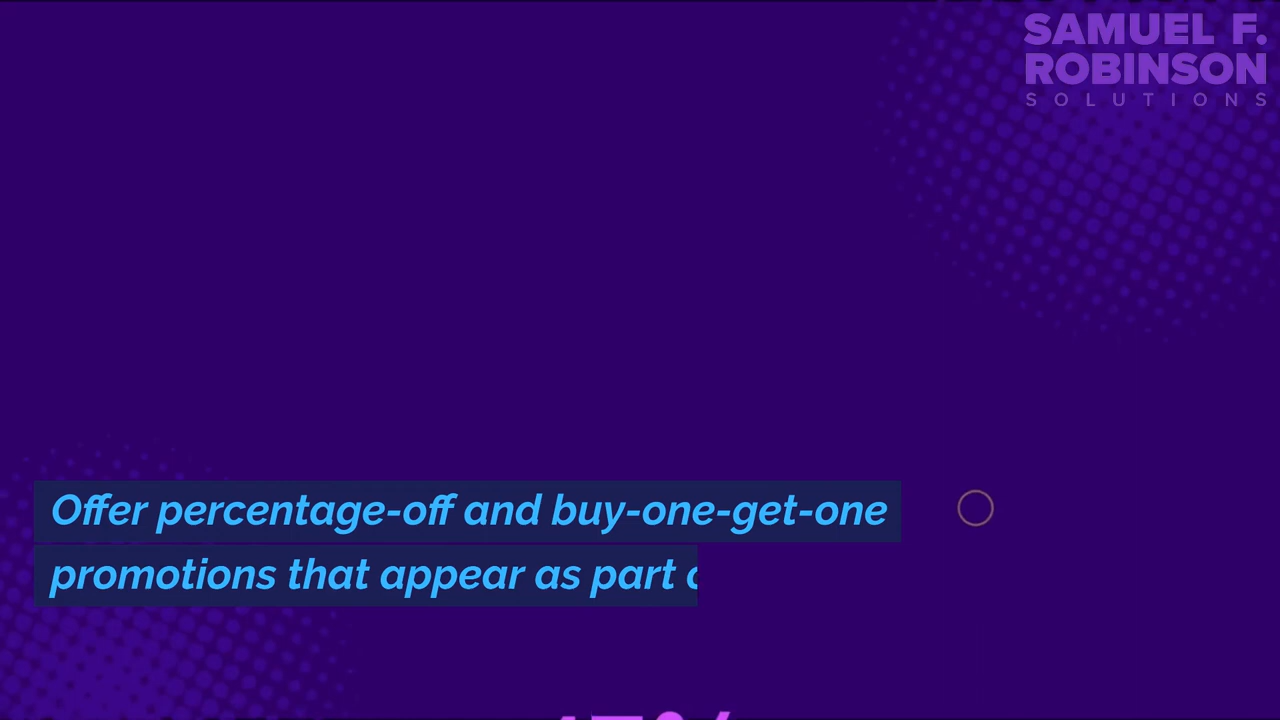 SAMUEL F.
ROBINSON
SOLUTIONS
Offer percentage-off and buy-one-get-one
promotions that appear as part